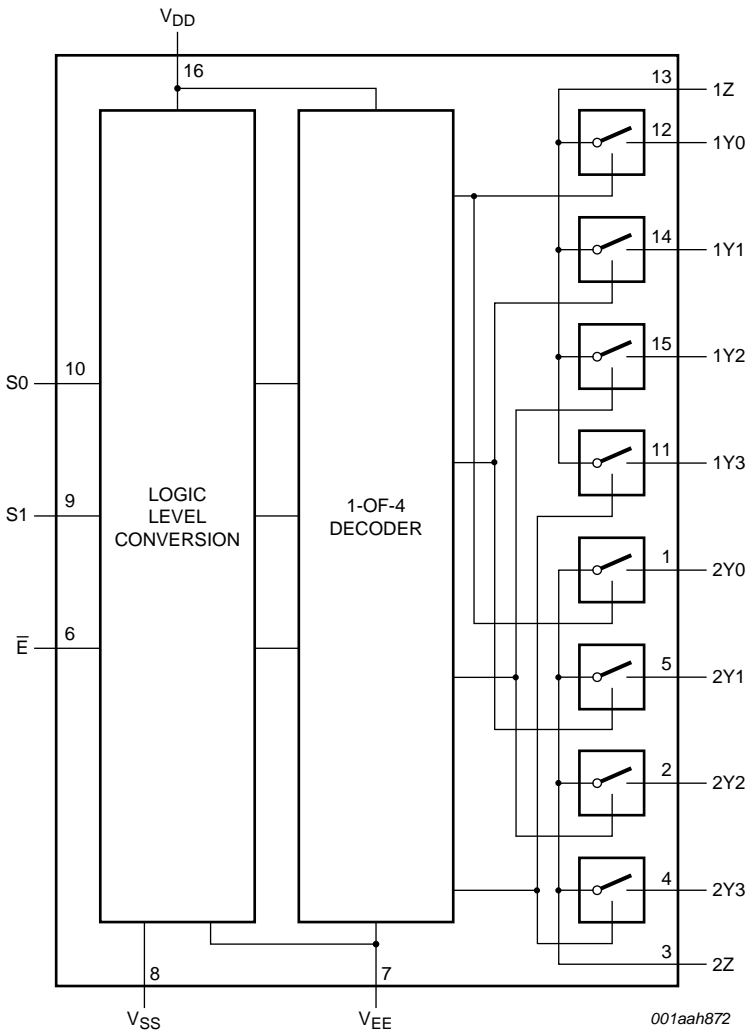 VDD
16
13
1Z
12
1Y0
14
1Y1
15
1Y2
10
S0
11
1Y3
9
S1
LOGIC
LEVEL
CONVERSION
1-OF-4
DECODER
1
2Y0
6
E̅
5
2Y1
2
2Y2
4
2Y3
3
2Z
8
7
VSS
VEE
001aah872